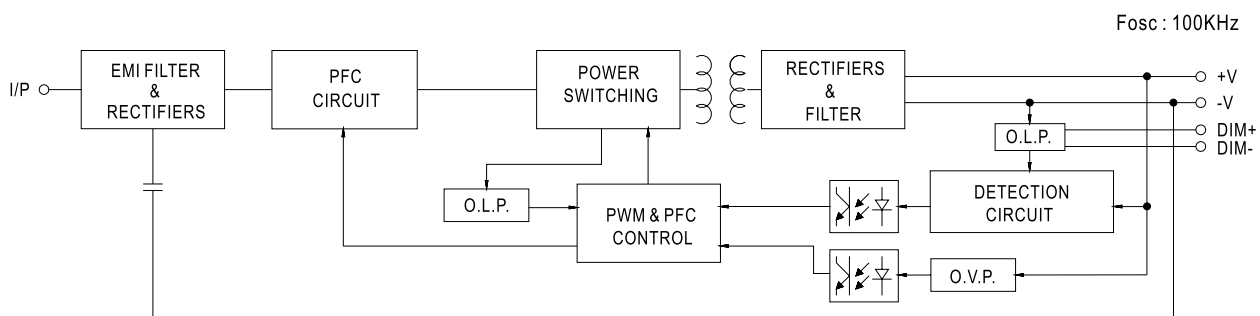 Fosc : 100KHz
I/P
EMI FILTER
&
RECTIFIERS
PFC
CIRCUIT
POWER
SWITCHING
RECTIFIERS
&
FILTER
+V
-V
DIM+
DIM-
O.L.P.
O.L.P.
PWM & PFC
CONTROL
DETECTION
CIRCUIT
O.V.P.